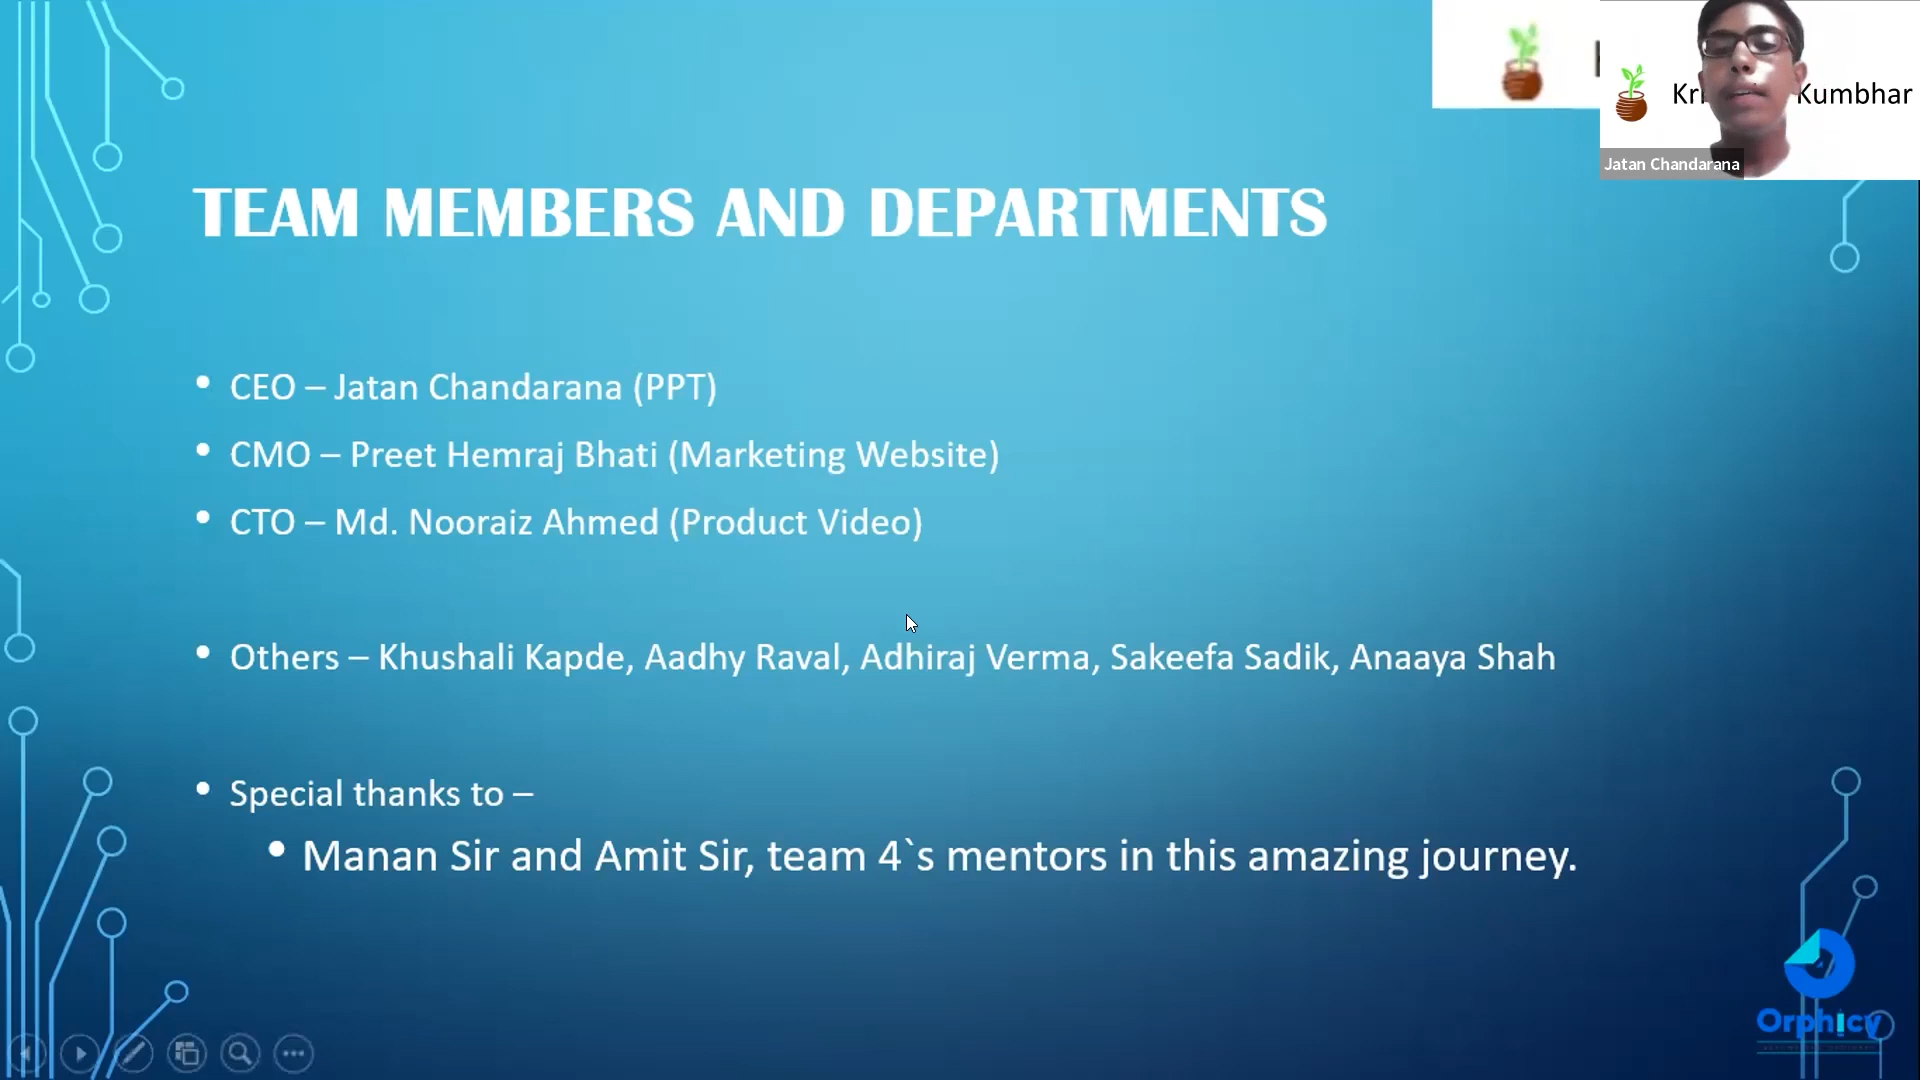 Kumbhar
Jatan Chandarana
TEAM MEMBERS AND DEPARTMENTS
• CEO – Jatan Chandarana (PPT)
• CMO – Preet Hemraj Bhati (Marketing Website)
• CTO – Md. Nooraiz Ahmed (Product Video)
• Others – Khushali Kapde, Aadhy Raval, Adhiraj Verma, Sakeefa Sadik, Anaaya Shah
• Special thanks to –
• Manan Sir and Amit Sir, team 4`s mentors in this amazing journey.
Orphicy